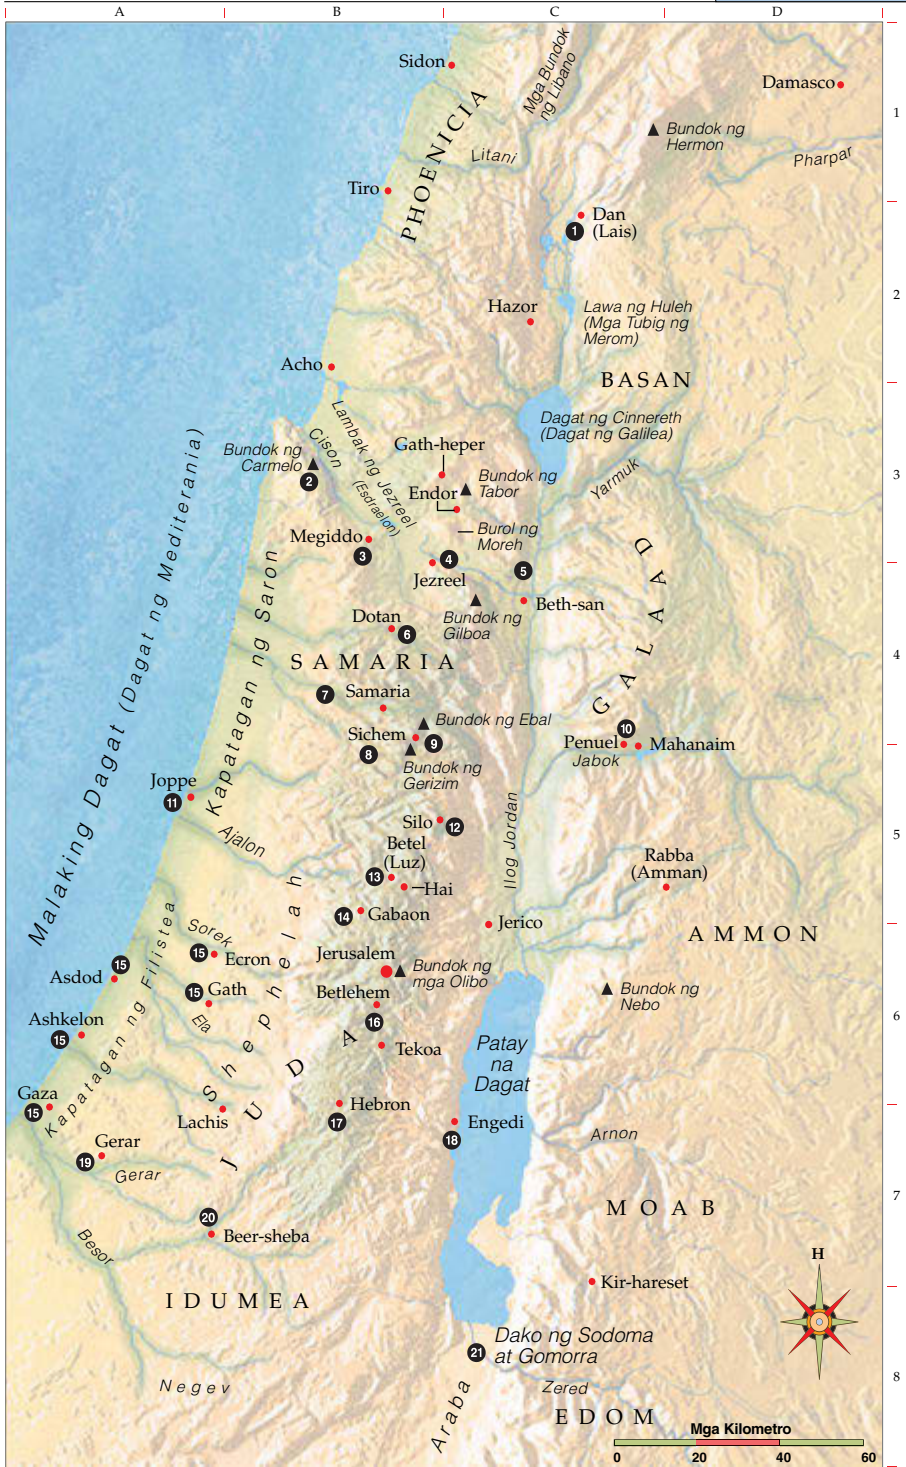 A
B
C
D
1
2
3
4
5
6
7
8
Sidon
Mga Bundok
ng Libano
Damasco
PHOENICIA
Bundok ng
Hermon
Litani
Pharpar
Tiro
Dan
(Lais)
1
Hazor
Lawa ng Huleh
(Mga Tubig ng
Merom)
Acho
BASAN
Dagat ng Cinnereth
(Dagat ng Galilea)
Lambak ng Jezreel
(Esdraelon)
Cison
Gath-heper
Bundok ng
Carmelo
2
Bundok ng
Tabor
Endor
Yarmuk
Burol ng
Moreh
Megiddo
3
4
Jezreel
5
Beth-san
Bundok ng
Gilboa
GALAAD
Dotan
6
SAMARIA
7
Samaria
Bundok ng Ebal
Sichem
8
9
Bundok ng
Gerizim
10
Penuel
Mahanaim
Jabok
Malaking Dagat (Dagat ng Mediterania)
Kapatagan ng Saron
Joppe
11
Ajalon
Silo
12
Ilog Jordan
Betel
(Luz)
13
Hai
Rabba
(Amman)
14
Gabaon
Jerico
AMMON
Shephelah
Kapatagan ng Filistea
Sorek
15
Ecron
Jerusalem
Bundok ng
mga Olibo
Asdod
15
15
Gath
Betlehem
16
Bundok ng
Nebo
Ashkelon
15
Ela
Tekoa
JUDA
Patay
na
Dagat
Gaza
15
Lachis
Hebron
17
Engedi
18
Arnon
Gerar
19
Gerar
MOAB
20
Beer-sheba
Besor
Kir-hareset
H
IDUMEA
Dako ng Sodoma
at Gomorra
21
Negev
Araba
Zered
EDOM
Mga Kilometro
0 20 40 60